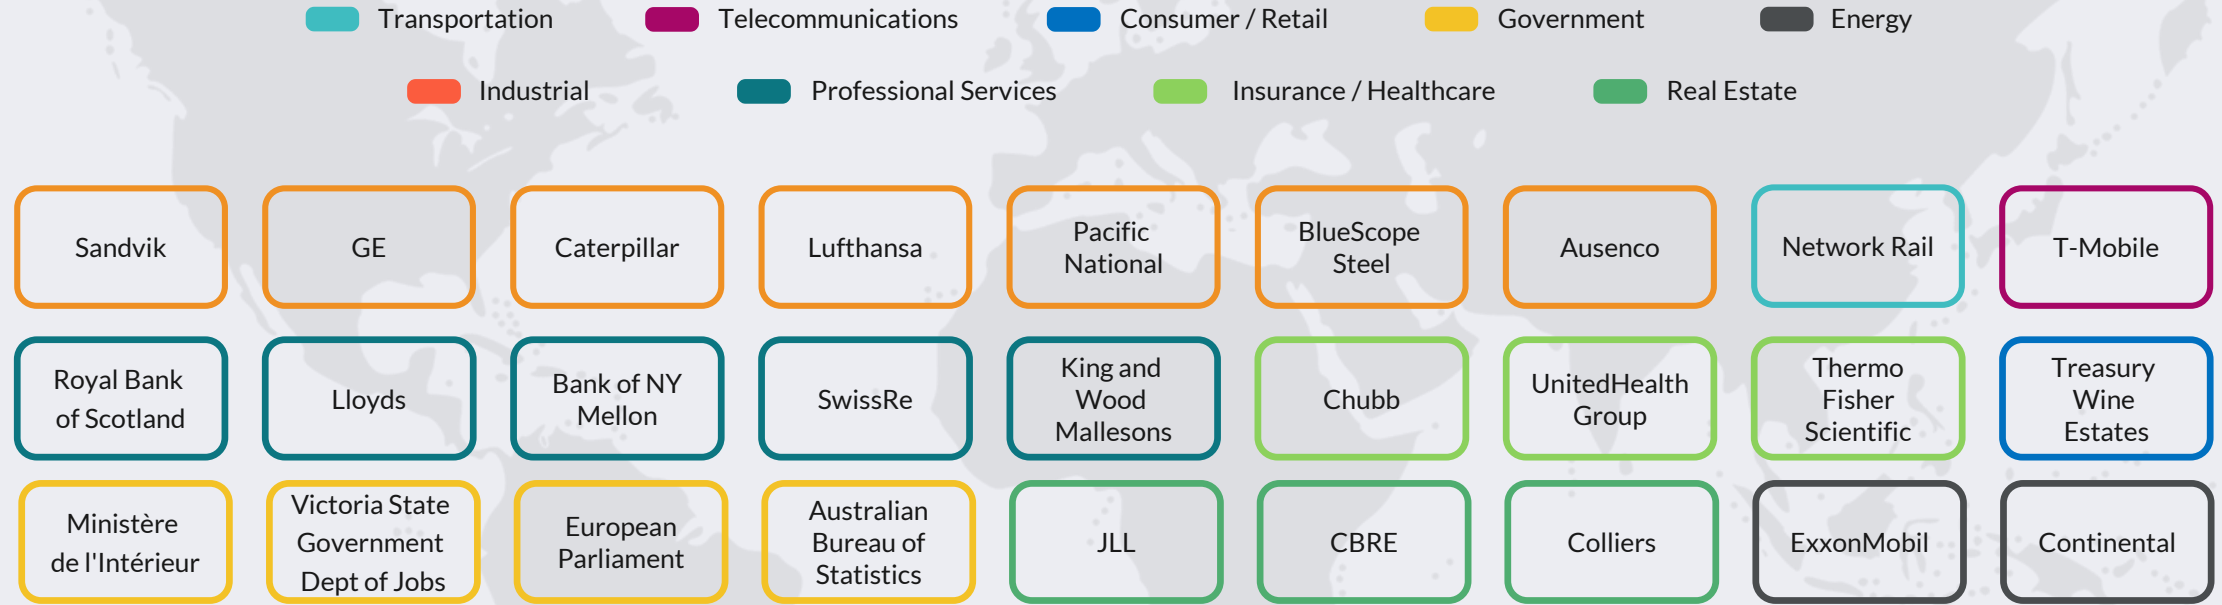 Transportation
Telecommunications
Consumer / Retail
Government
Energy
Industrial
Professional Services
Insurance / Healthcare
Real Estate
Sandvik
GE
Caterpillar
Lufthansa
Pacific
National
BlueScope
Steel
Ausenco
Network Rail
T-Mobile
Royal Bank
of Scotland
Lloyds
Bank of NY
Mellon
SwissRe
King and
Wood
Mallesons
Chubb
UnitedHealth
Group
Thermo
Fisher
Scientific
Treasury
Wine
Estates
Ministère
de l'Intérieur
Victoria State
Government
Dept of Jobs
European
Parliament
Australian
Bureau of
Statistics
JLL
CBRE
Colliers
ExxonMobil
Continental